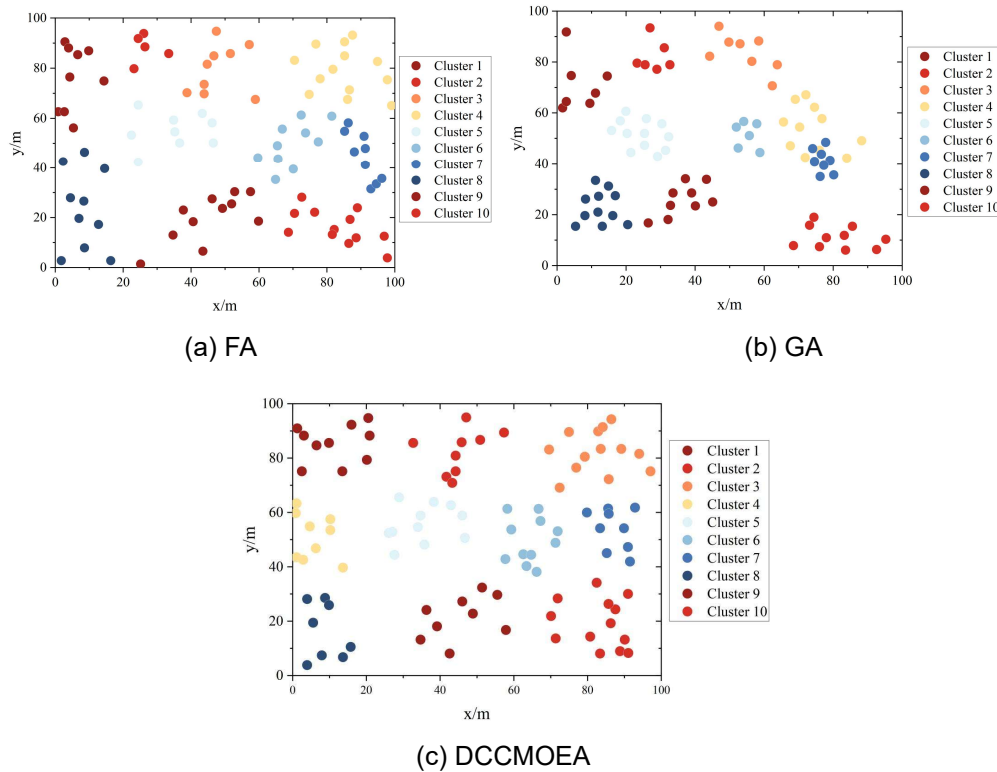 100
80
60
40
20
0
y/m
0 20 40 60 80 100
x/m
Cluster 1
Cluster 2
Cluster 3
Cluster 4
Cluster 5
Cluster 6
Cluster 7
Cluster 8
Cluster 9
Cluster 10
(a) FA
100
80
60
40
20
0
y/m
0 20 40 60 80 100
x/m
Cluster 1
Cluster 2
Cluster 3
Cluster 4
Cluster 5
Cluster 6
Cluster 7
Cluster 8
Cluster 9
Cluster 10
(b) GA
100
80
60
40
20
0
y/m
0 20 40 60 80 100
x/m
Cluster 1
Cluster 2
Cluster 3
Cluster 4
Cluster 5
Cluster 6
Cluster 7
Cluster 8
Cluster 9
Cluster 10
(c) DCCMOEA